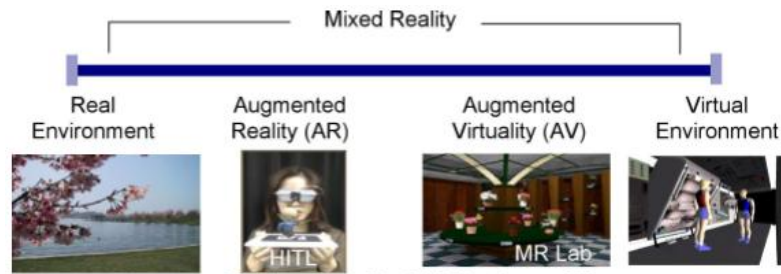 Mixed Reality
Real
Environment
Augmented
Reality (AR)
Augmented
Virtuality (AV)
Virtual
Environment
HITL
MR Lab